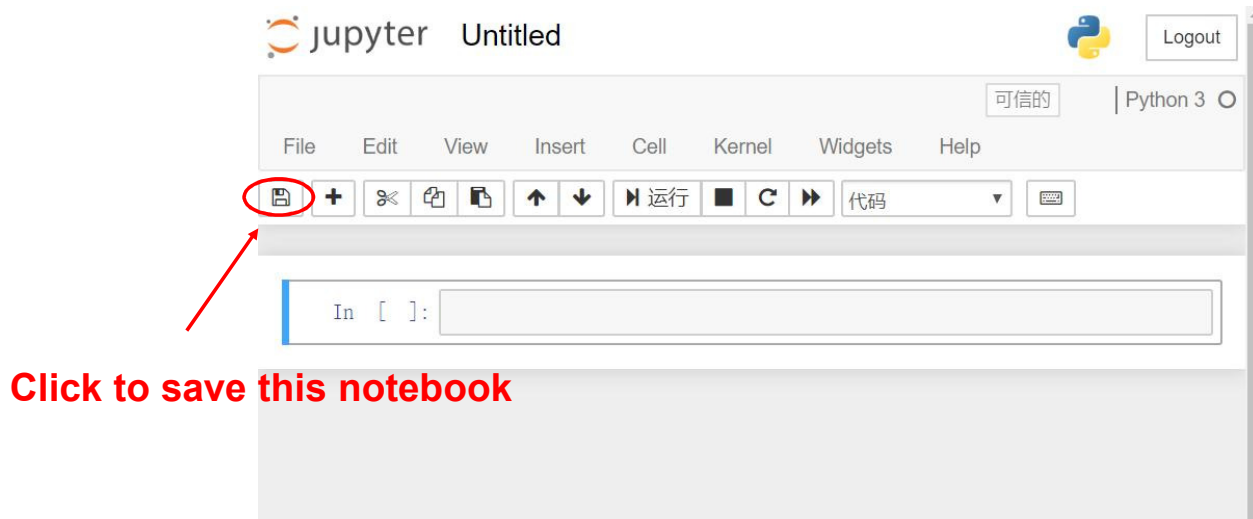 jupyter Untitled
Logout
可信的 Python 3
File Edit View Insert Cell Kernel Widgets Help
运行 代码
In [ ]:
Click to save this notebook